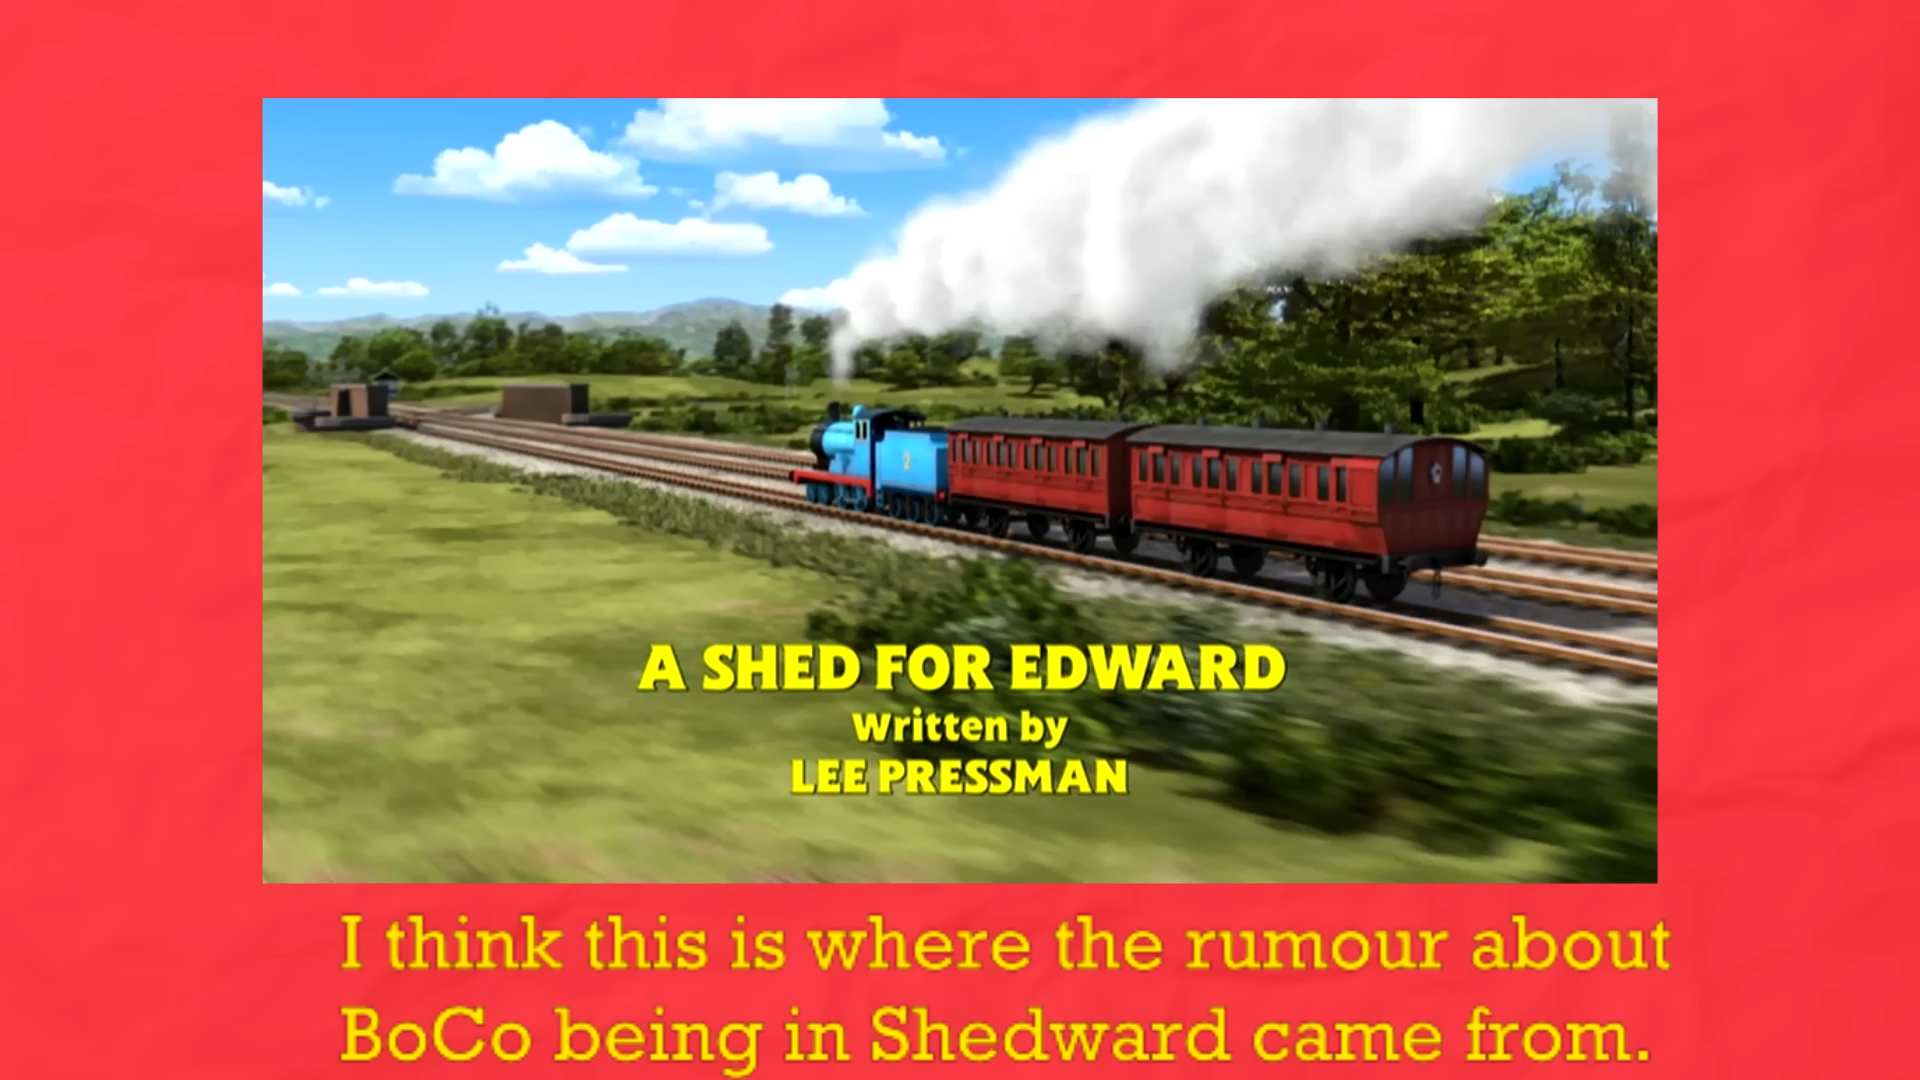 A SHED FOR EDWARD
Written by
LEE PRESSMAN
I think this is where the rumour about
BoCo being in Shedward came from.